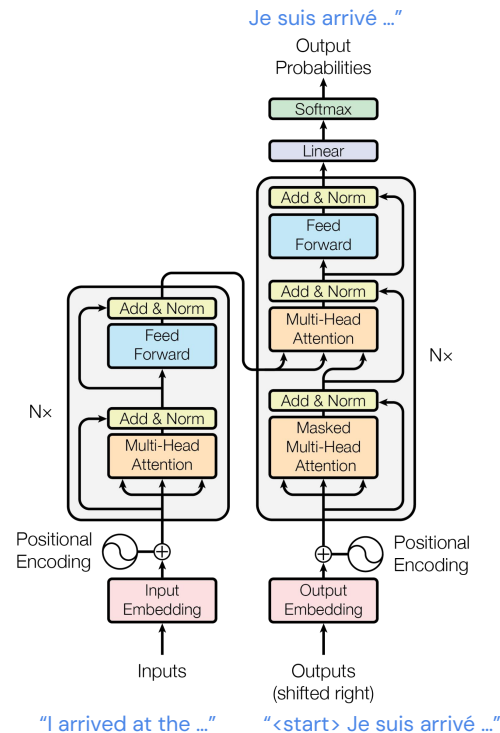 Je suis arrivé ...”
Output
Probabilities
Softmax
Linear
Add & Norm
Feed
Forward
Add & Norm
Multi-Head
Attention
N×
Add & Norm
Masked
Multi-Head
Attention
Add & Norm
Feed
Forward
N×
Add & Norm
Multi-Head
Attention
Positional
Encoding
Positional
Encoding
Input
Embedding
Output
Embedding
Inputs
Outputs
(shifted right)
“I arrived at the ...”
“<start> Je suis arrivé ...”